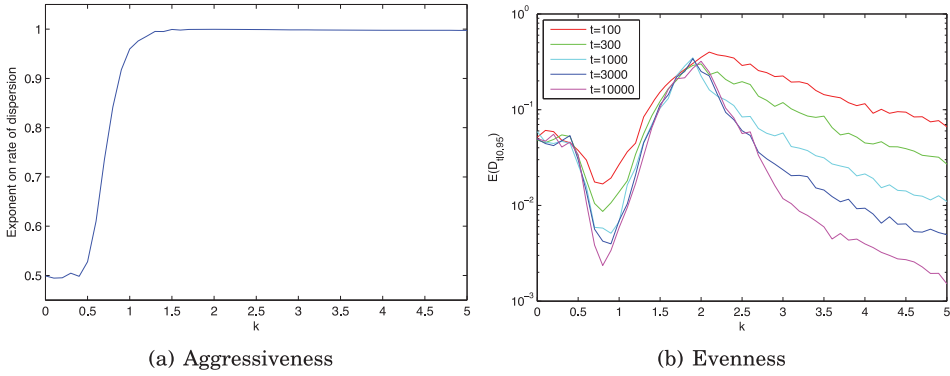 1
0.9
0.8
0.7
0.6
0.5
Exponent on rate of dispersion
0 0.5 1 1.5 2 2.5 3 3.5 4 4.5 5
k
(a) Aggressiveness
10^0
10^-1
10^-2
10^-3
E(D_t|0,95)
t=100
t=300
t=1000
t=3000
t=10000
0 0.5 1 1.5 2 2.5 3 3.5 4 4.5 5
k
(b) Evenness